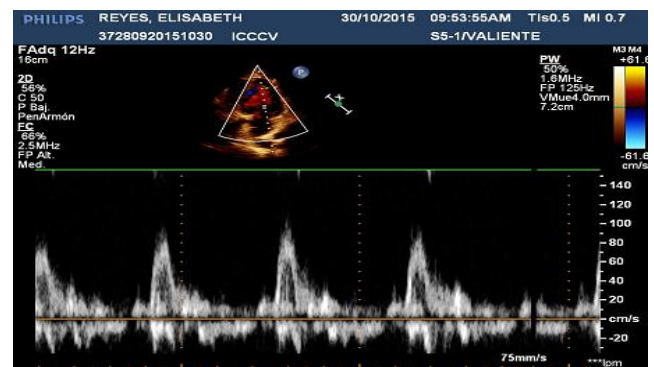 PHILIPS REYES, ELISABETH 30/10/2015 09:53:55AM TIs0.5 MI 0.7
37280920151030 ICCCV S5-1/VALIENTE
FAdq 12Hz
16cm
2D
56%
C 50
P Baj.
PenArmón
FC
66%
2.5MHz
FP Alt.
Med.
P
PW
50%
1.6MHz
FP 125Hz
VMue4.0mm
7.2cm
M3 M4
+61.6
-61.6
cm/s
140
120
100
80
60
40
20
cm/s
-20
75mm/s
***lpm